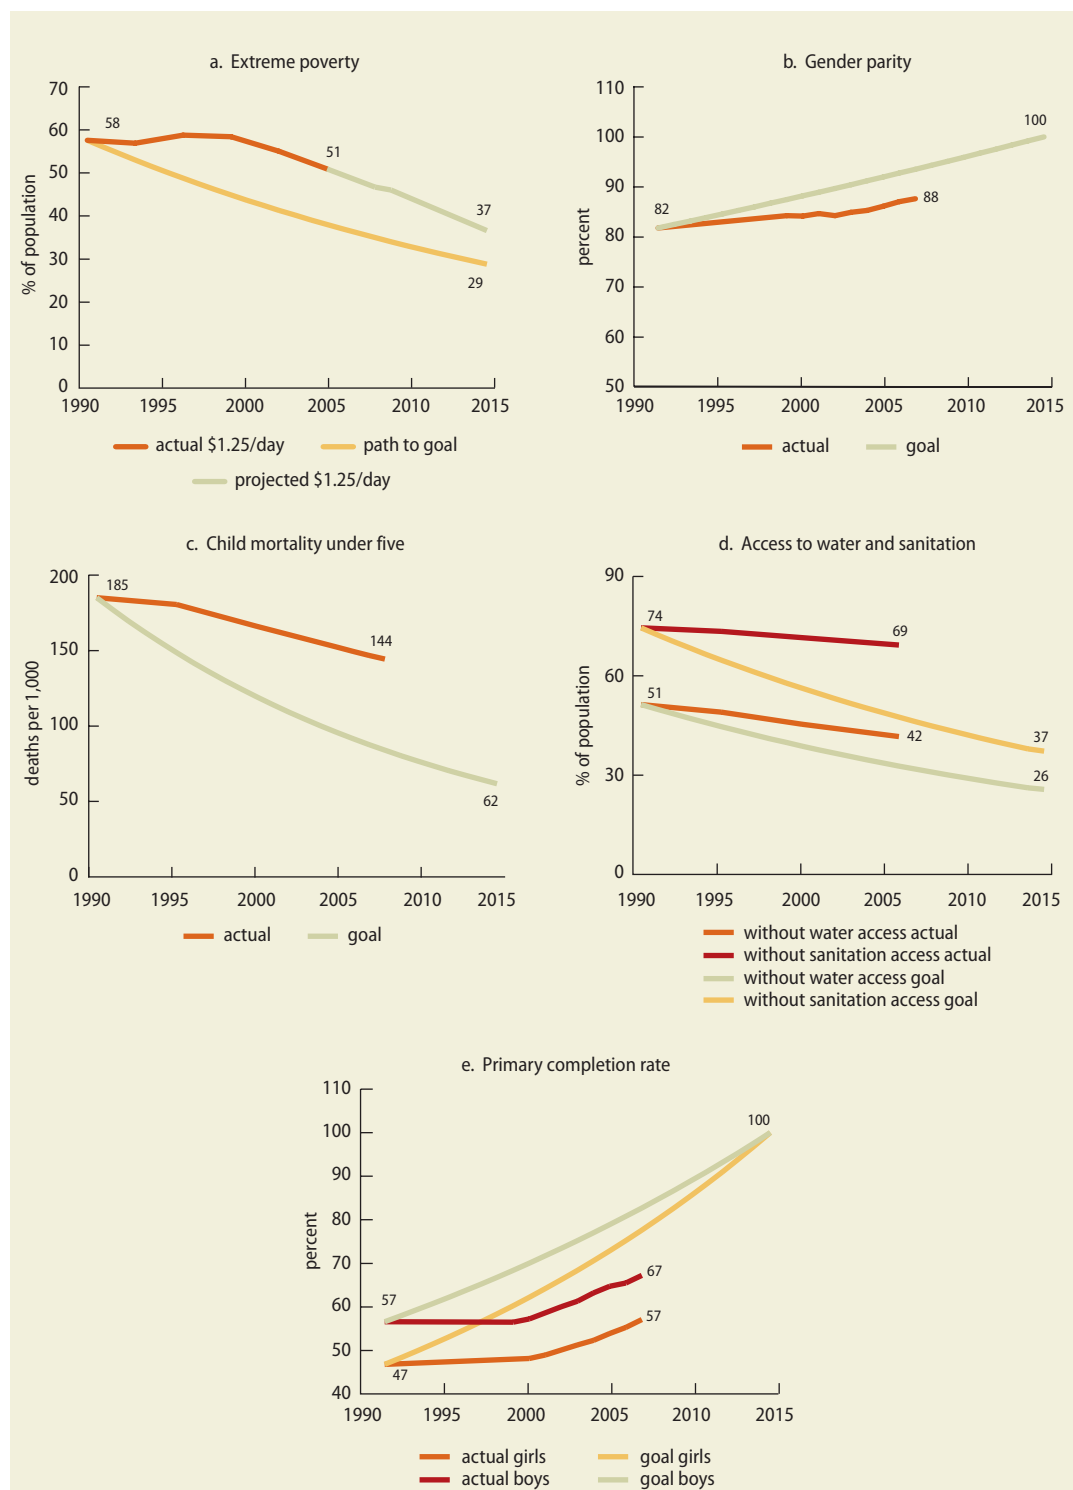 a. Extreme poverty
70
60
50
40
30
20
10
0
% of population
58
51
37
29
1990 1995 2000 2005 2010 2015
actual $1.25/day path to goal
projected $1.25/day
b. Gender parity
110
100
90
80
70
60
50
percent
82
100
88
1990 1995 2000 2005 2010 2015
actual goal
c. Child mortality under five
200
150
100
50
0
deaths per 1,000
185
144
62
1990 1995 2000 2005 2010 2015
actual goal
d. Access to water and sanitation
90
60
30
0
% of population
74
69
51
42
37
26
1990 1995 2000 2005 2010 2015
without water access actual
without sanitation access actual
without water access goal
without sanitation access goal
e. Primary completion rate
110
100
90
80
70
60
50
40
percent
100
57
67
57
47
1990 1995 2000 2005 2010 2015
actual girls goal girls
actual boys goal boys